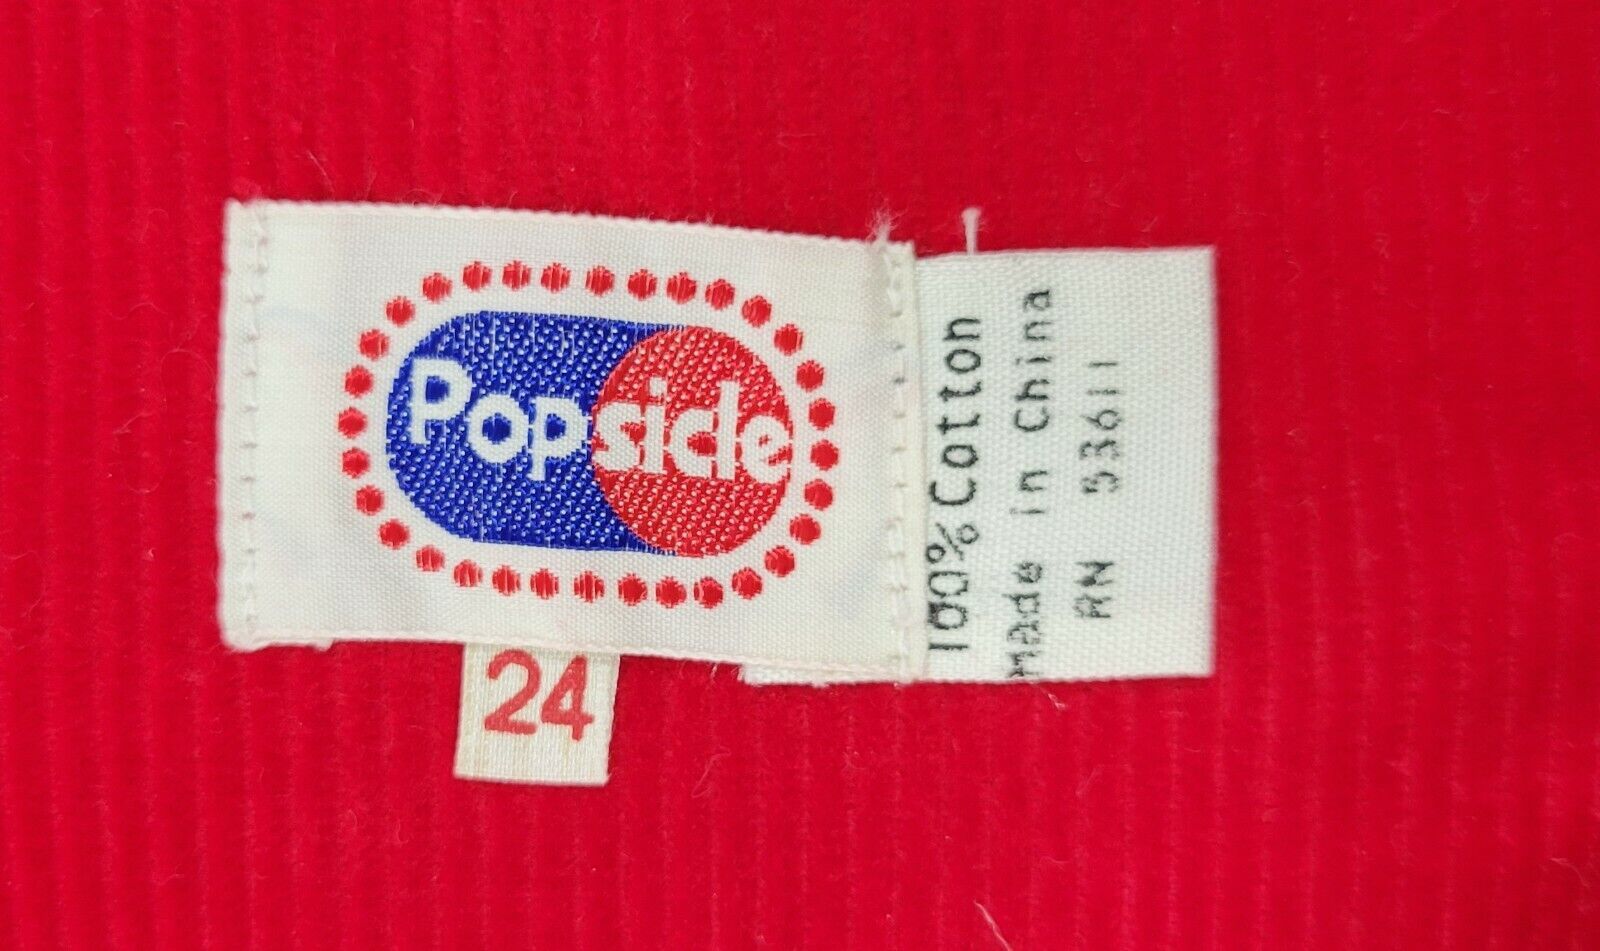 Popsicle
24
100% Cotton
made in China
RN 53611